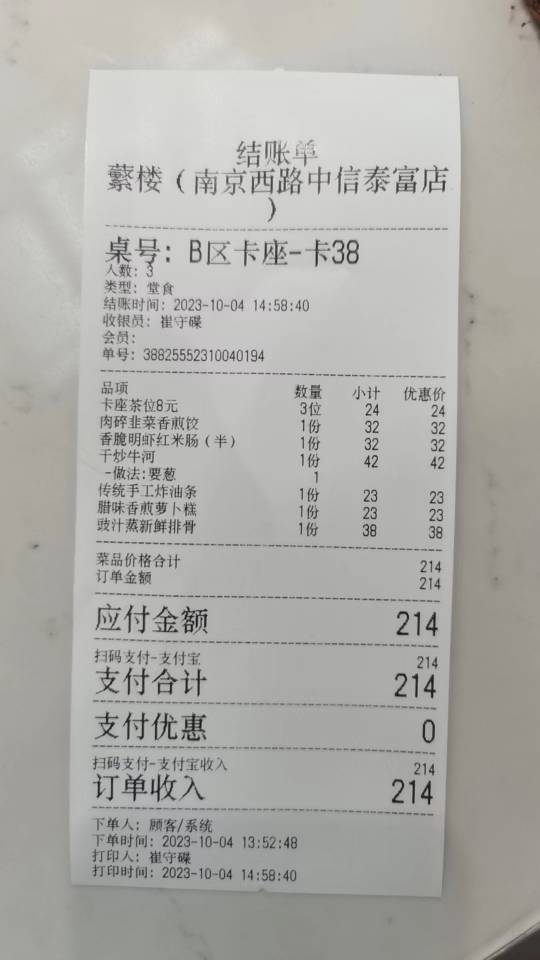 结账单
蘩楼（南京西路中信泰富店
）
桌号: B区卡座-卡38
人数: 3
类型: 堂食
结账时间: 2023-10-04 14:58:40
收银员: 崔守碟
会员:
单号: 38825552310040194
品项 数量 小计 优惠价
卡座茶位8元 3位 24 24
肉碎韭菜香煎饺 1份 32 32
香脆明虾红米肠（半） 1份 32 32
干炒牛河 1份 42 42
-做法:要葱 1
传统手工炸油条 1份 23 23
腊味香煎萝卜糕 1份 23 23
豉汁蒸新鲜排骨 1份 38 38
菜品价格合计 214
订单金额 214
应付金额 214
扫码支付-支付宝 214
支付合计 214
支付优惠 0
扫码支付-支付宝收入 214
订单收入 214
下单人: 顾客/系统
下单时间: 2023-10-04 13:52:48
打印人: 崔守碟
打印时间: 2023-10-04 14:58:40